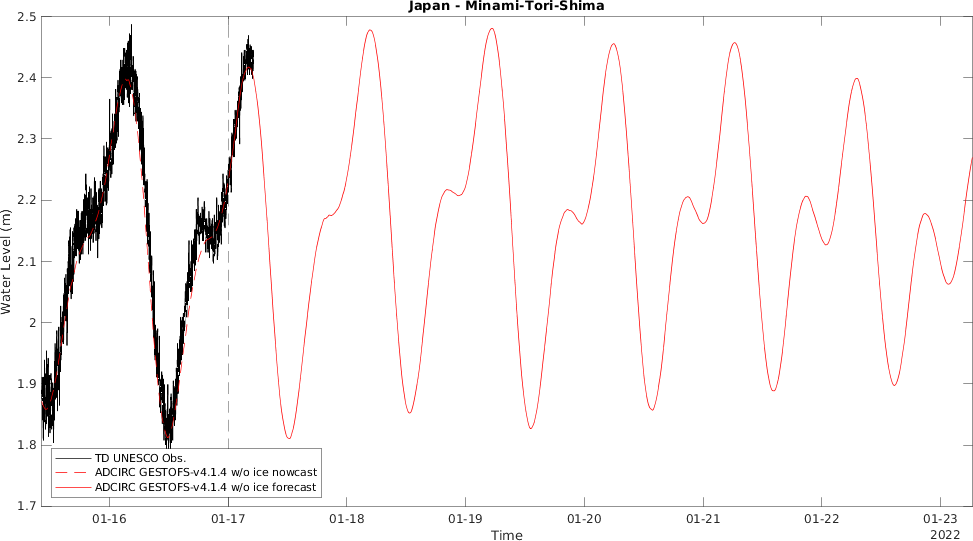 Japan - Minami-Tori-Shima
2.5
2.4
2.3
2.2
2.1
2
1.9
1.8
1.7
Water Level (m)
TD UNESCO Obs.
ADCIRC GESTOFS-v4.1.4 w/o ice nowcast
ADCIRC GESTOFS-v4.1.4 w/o ice forecast
01-16 01-17 01-18 01-19 01-20 01-21 01-22 01-23
Time 2022